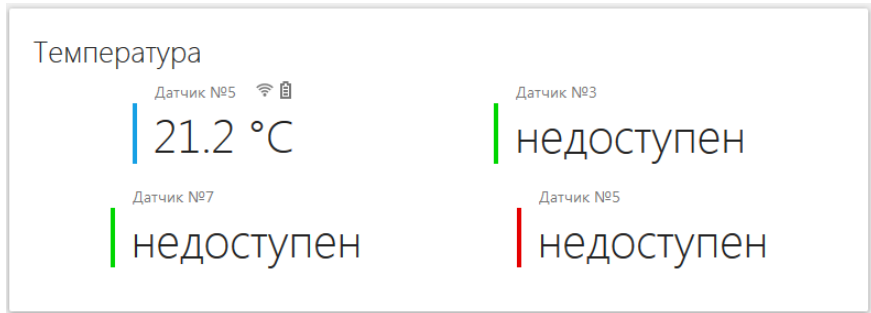 Температура
Датчик №5
21.2 °C
Датчик №3
недоступен
Датчик №7
недоступен
Датчик №5
недоступен